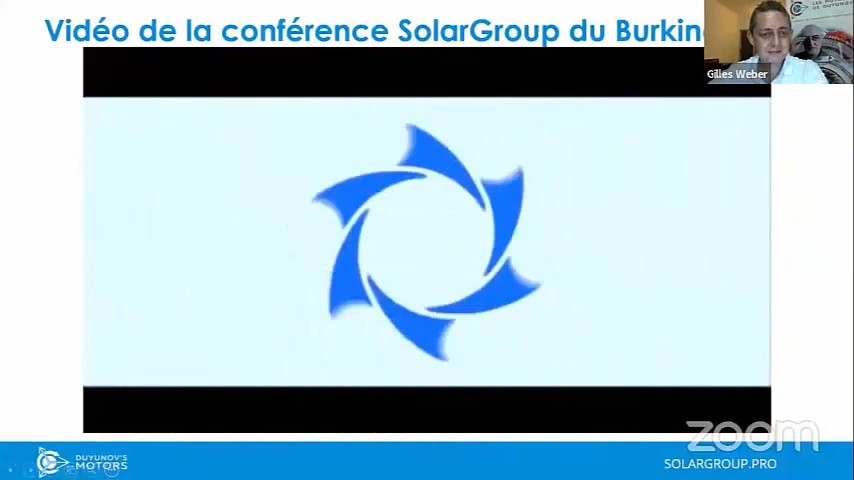 Vidéo de la conférence SolarGroup du Burkin
Gilles Weber
zoom
DUYUNOV'S
MOTORS
SOLARGROUP.PRO